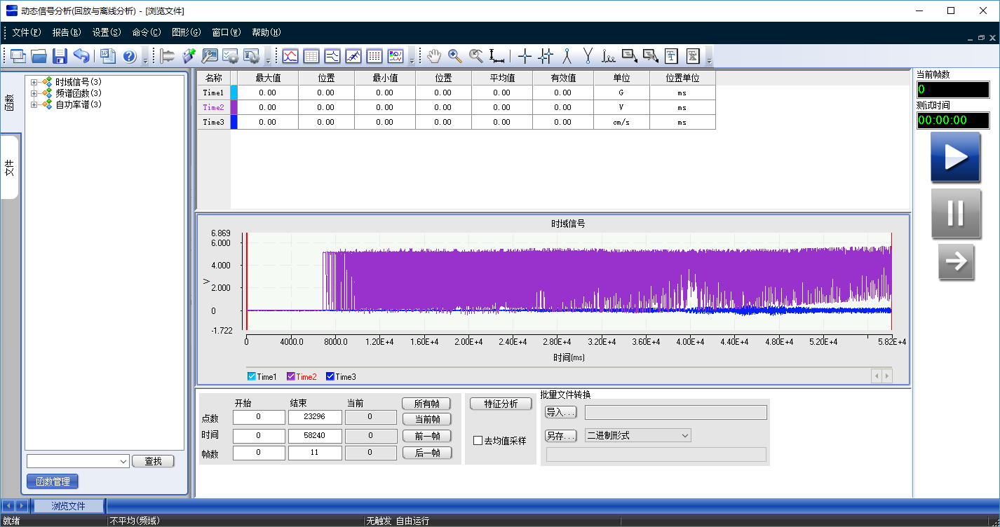 动态信号分析(回放与离线分析) - [浏览文件]
文件(F) 报告(R) 设置(S) 命令(C) 图形(G) 窗口(W) 帮助(H)
函数
文件
时域信号(3)
频谱函数(3)
自功率谱(3)
查找
函数管理
名称 最大值 位置 最小值 位置 平均值 有效值 单位 位置单位
Time1 0.00 0.00 0.00 0.00 0.00 0.00 G ms
Time2 0.00 0.00 0.00 0.00 0.00 0.00 V ms
Time3 0.00 0.00 0.00 0.00 0.00 0.00 cm/s ms
时域信号
6.869
6.000
4.000
V
2.000
0
-1.722
0 4000.0 8000.0 1.20E+4 1.60E+4 2.00E+4 2.40E+4 2.80E+4 3.20E+4 3.60E+4 4.00E+4 4.40E+4 4.80E+4 5.20E+4 5.82E+4
时间(ms)
Time1 Time2 Time3
开始 结束 当前
点数 0 23296 0
时间 0 58240 0
帧数 0 11 0
所有帧
当前帧
前一帧
后一帧
特征分析
去均值采样
批量文件转换
导入...
另存... 二进制形式
当前帧数
0
测试时间
00:00:00
浏览文件
就绪 不平均(频域) 无触发 自由运行